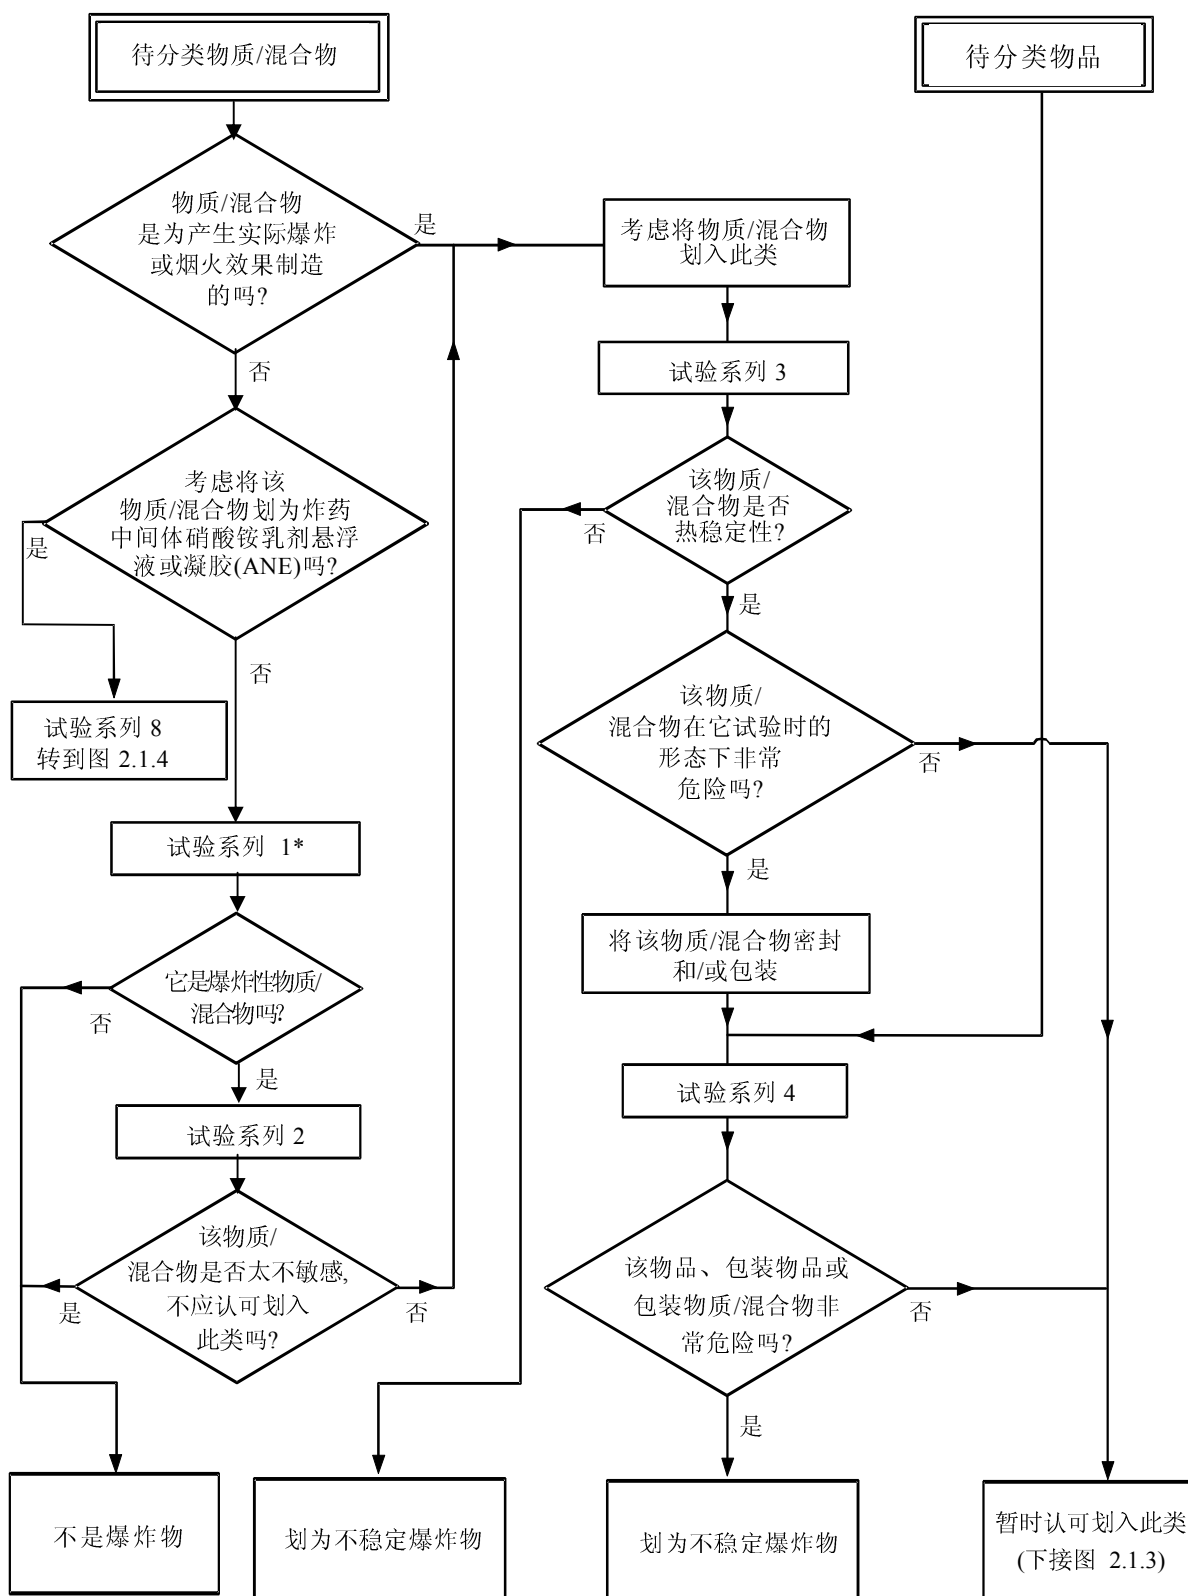 待分类物质/混合物
待分类物品
物质/混合物
是为产生实际爆炸
或烟火效果制造
的吗?
是
否
考虑将物质/混合物
划入此类
试验系列 3
考虑将该
物质/混合物划为炸药
中间体硝酸铵乳剂悬浮
液或凝胶(ANE)吗?
是
否
该物质/
混合物是否
热稳定性?
否
是
试验系列 8
转到图 2.1.4
该物质/
混合物在它试验时的
形态下非常
危险吗?
否
是
试验系列 1*
它是爆炸性物质/
混合物吗?
否
是
将该物质/混合物密封
和/或包装
试验系列 4
试验系列 2
该物质/
混合物是否太不敏感,
不应认可划入
此类吗?
是
否
该物品、包装物品或
包装物质/混合物非
常危险吗?
否
是
不是爆炸物
划为不稳定爆炸物
划为不稳定爆炸物
暂时认可划入此类
(下接图 2.1.3)